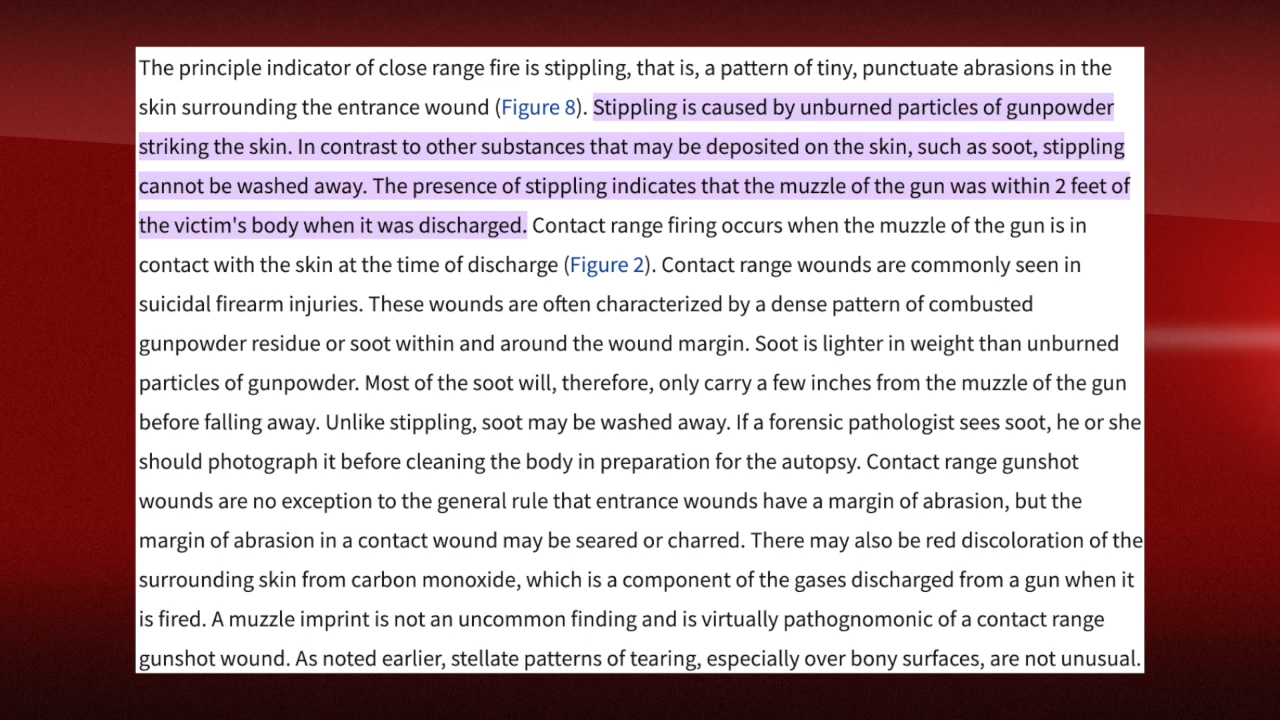 The principle indicator of close range fire is stippling, that is, a pattern of tiny, punctuate abrasions in the
skin surrounding the entrance wound (Figure 8). Stippling is caused by unburned particles of gunpowder
striking the skin. In contrast to other substances that may be deposited on the skin, such as soot, stippling
cannot be washed away. The presence of stippling indicates that the muzzle of the gun was within 2 feet of
the victim's body when it was discharged. Contact range firing occurs when the muzzle of the gun is in
contact with the skin at the time of discharge (Figure 2). Contact range wounds are commonly seen in
suicidal firearm injuries. These wounds are often characterized by a dense pattern of combusted
gunpowder residue or soot within and around the wound margin. Soot is lighter in weight than unburned
particles of gunpowder. Most of the soot will, therefore, only carry a few inches from the muzzle of the gun
before falling away. Unlike stippling, soot may be washed away. If a forensic pathologist sees soot, he or she
should photograph it before cleaning the body in preparation for the autopsy. Contact range gunshot
wounds are no exception to the general rule that entrance wounds have a margin of abrasion, but the
margin of abrasion in a contact wound may be seared or charred. There may also be red discoloration of the
surrounding skin from carbon monoxide, which is a component of the gases discharged from a gun when it
is fired. A muzzle imprint is not an uncommon finding and is virtually pathognomonic of a contact range
gunshot wound. As noted earlier, stellate patterns of tearing, especially over bony surfaces, are not unusual.